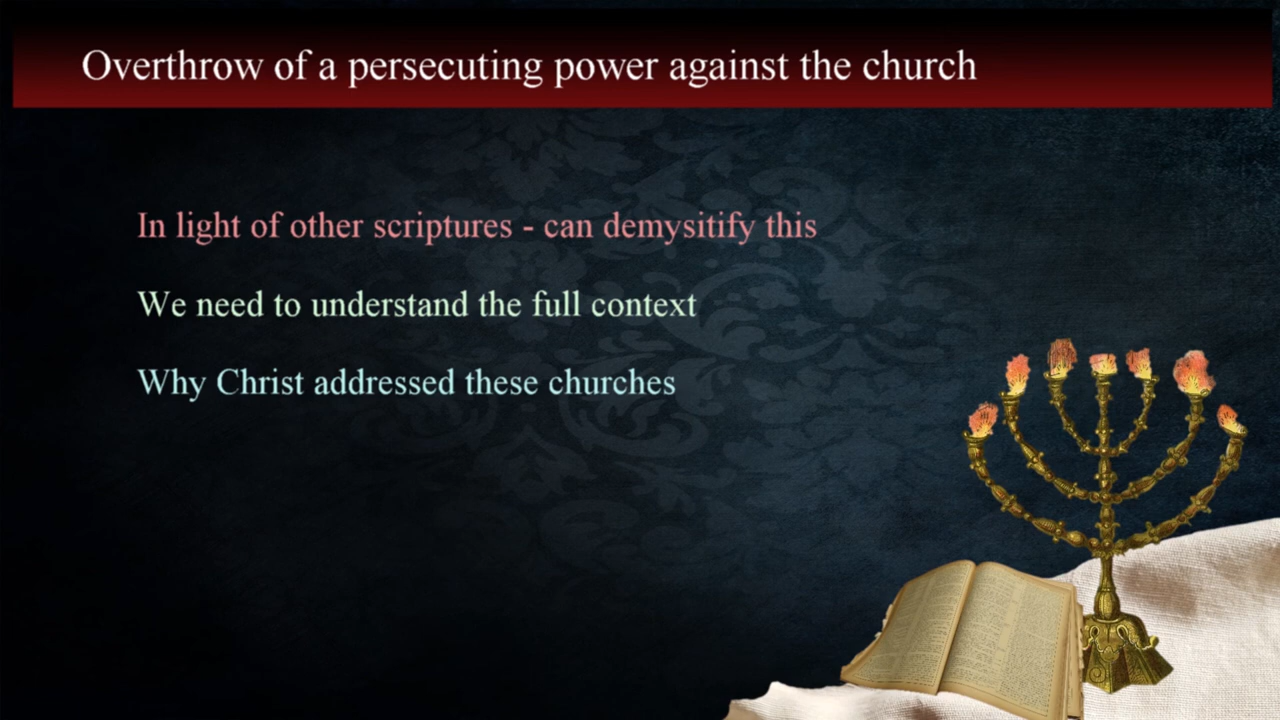 Overthrow of a persecuting power against the church
In light of other scriptures - can demysitify this
We need to understand the full context
Why Christ addressed these churches